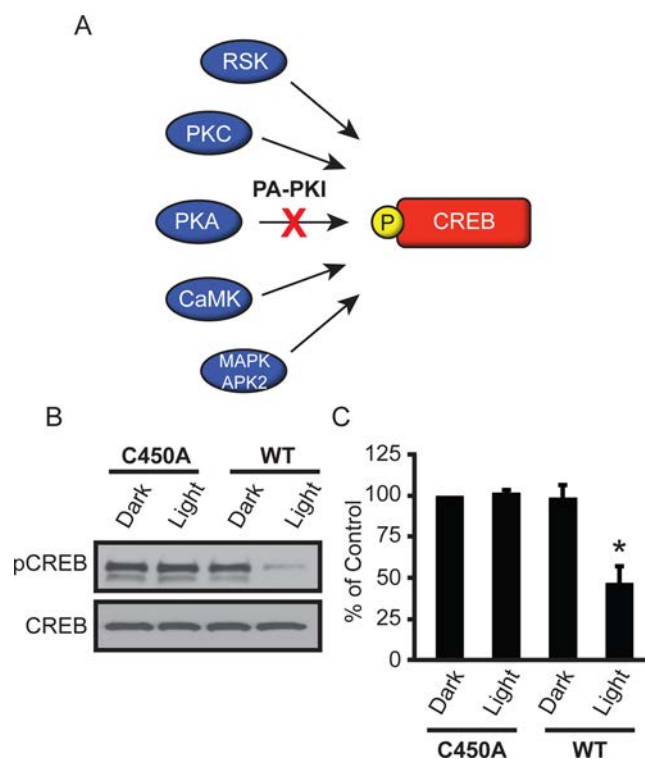 A
RSK
PKC
PA-PKI
PKA
X
P
CREB
CaMK
MAPK
APK2
B
C450A
WT
Dark
Light
Dark
Light
pCREB
CREB
C
% of Control
125
100
75
50
25
0
*
Dark
Light
Dark
Light
C450A
WT